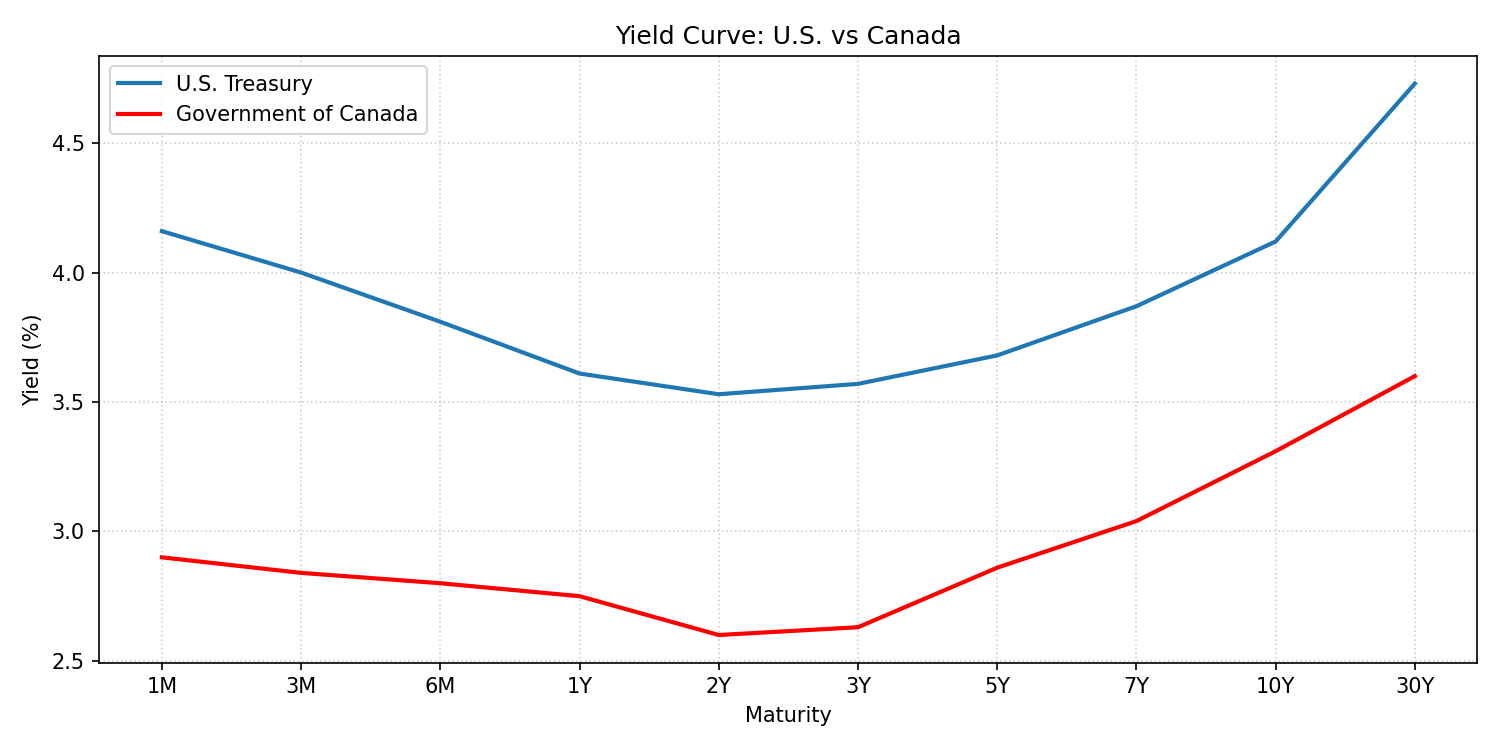 Yield Curve: U.S. vs Canada
U.S. Treasury
Government of Canada
Yield (%)
4.5
4.0
3.5
3.0
2.5
1M 3M 6M 1Y 2Y 3Y 5Y 7Y 10Y 30Y
Maturity